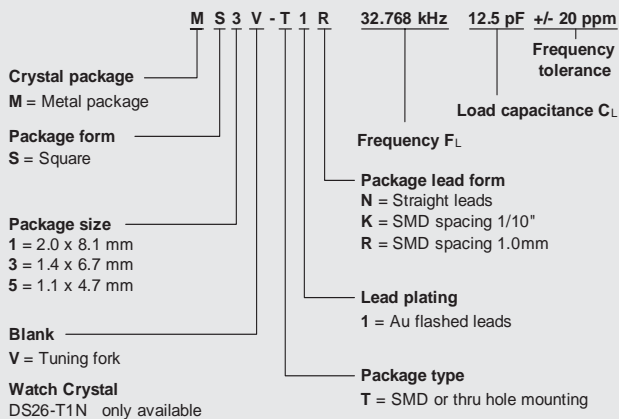 M S 3 V - T 1 R 32.768 kHz 12.5 pF +/- 20 ppm
Frequency
tolerance
Load capacitance CL
Frequency FL
Crystal package
M = Metal package
Package form
S = Square
Package size
1 = 2.0 x 8.1 mm
3 = 1.4 x 6.7 mm
5 = 1.1 x 4.7 mm
Blank
V = Tuning fork
Watch Crystal
DS26-T1N only available
Package lead form
N = Straight leads
K = SMD spacing 1/10"
R = SMD spacing 1.0mm
Lead plating
1 = Au flashed leads
Package type
T = SMD or thru hole mounting